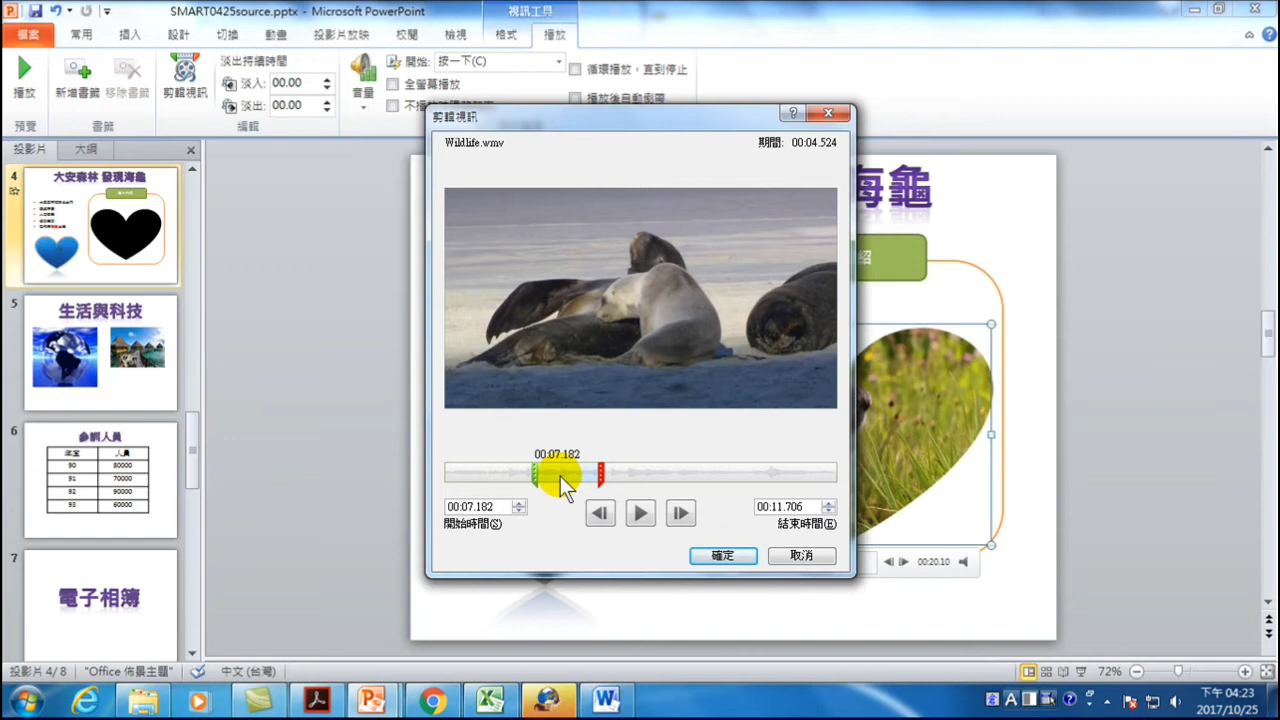 SMART0425source.pptx - Microsoft PowerPoint
視訊工具
檔案 常用 插入 設計 切換 動畫 投影片放映 校閱 檢視 格式 播放
播放
新增書籤
移除書籤
剪輯視訊
淡出持續時間
淡入: 00.00
淡出: 00.00
音量
開始: 按一下(C)
全螢幕播放
循環播放，直到停止
播放後自動倒帶
預覽 書籤 編輯
投影片 大綱
4
大安森林 發現海龜
5
生活與科技
6
參訓人員
年度 人員
90 80000
91 70000
92 90000
93 60000
7
電子相簿
海龜
紹
剪輯視訊
Wildlife.wmv
期間: 00:04.524
00:07.182
00:07.182
開始時間(S)
00:11.706
結束時間(E)
確定 取消
00:20.10
投影片 4/8 "Office 佈景主題" 中文 (台灣) 72%
下午 04:23
2017/10/25